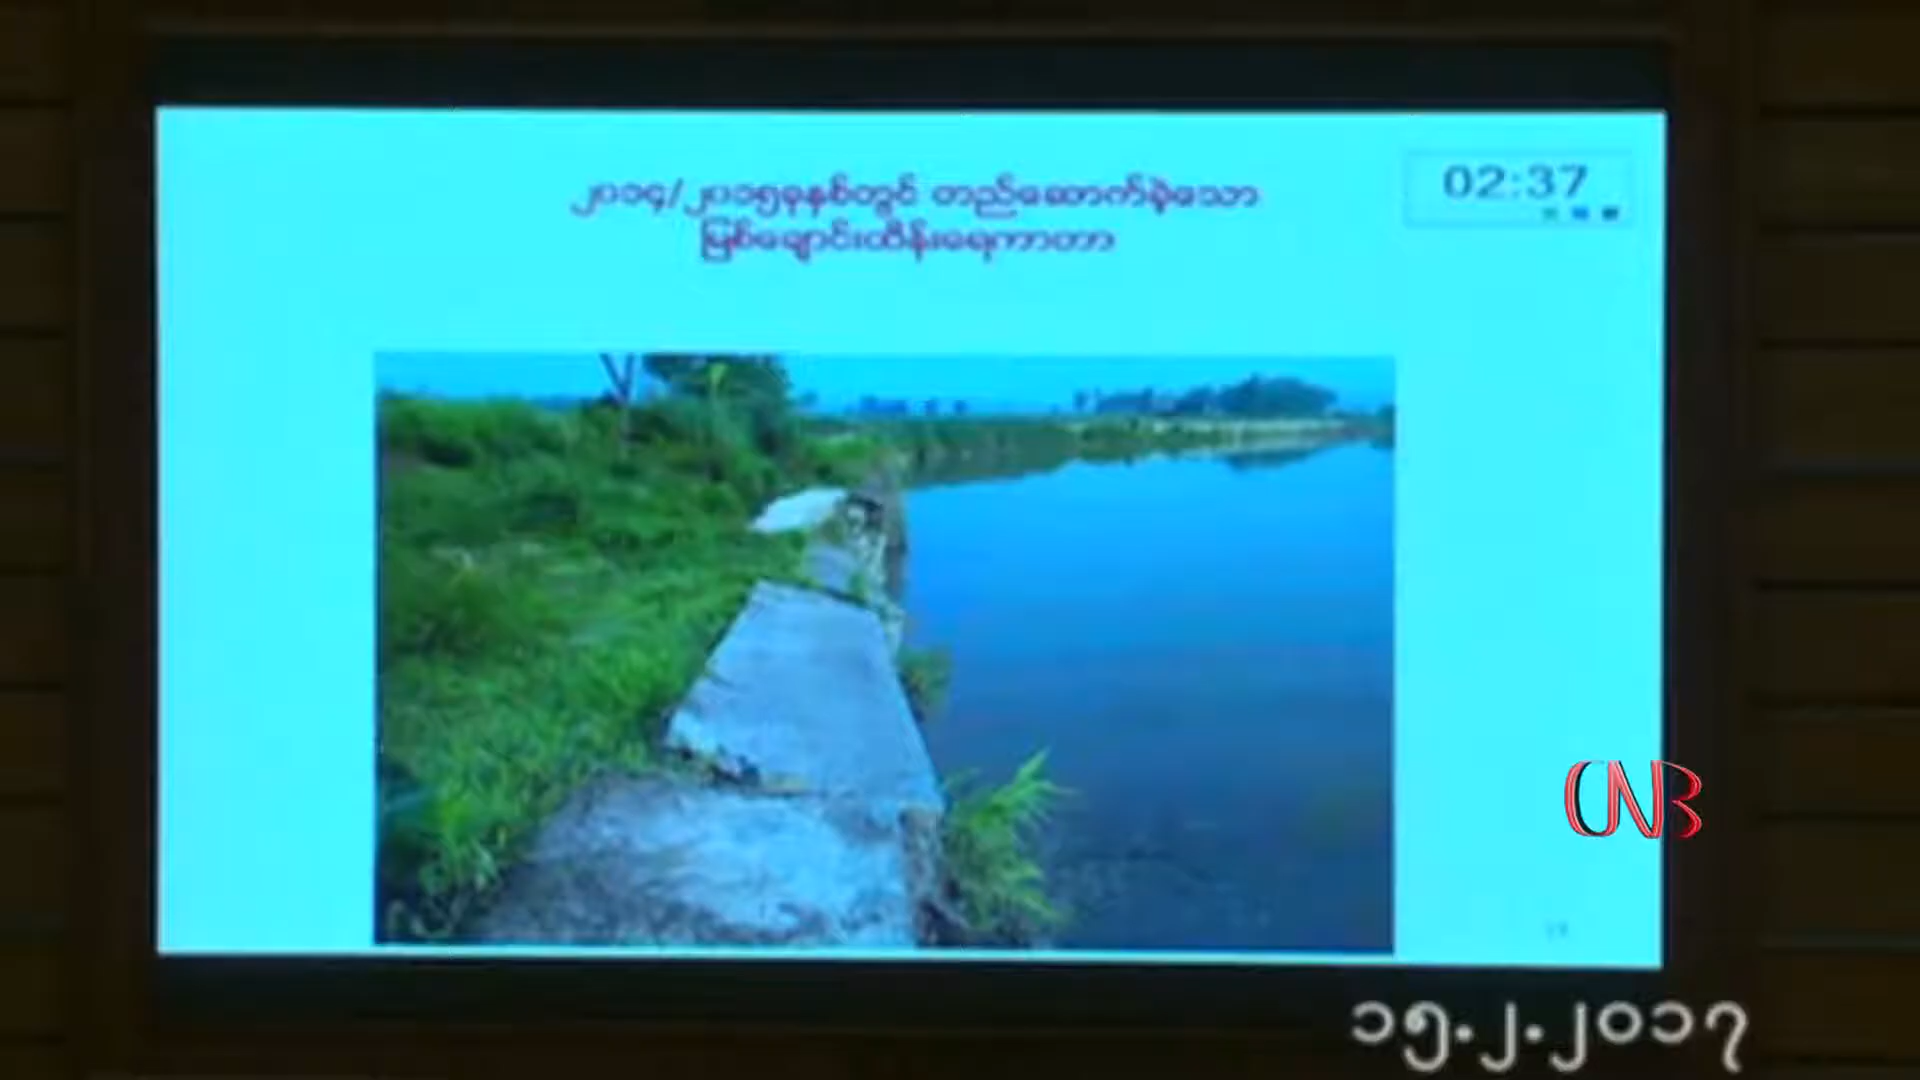 ၂၀၁၄/၂၀၁၅ခုနှစ်တွင် တည်ဆောက်ခဲ့သော
02:37
မြစ်ချောင်းထိန်းရေကာတာ
CNB
၁၅.၂.၂၀၁၇